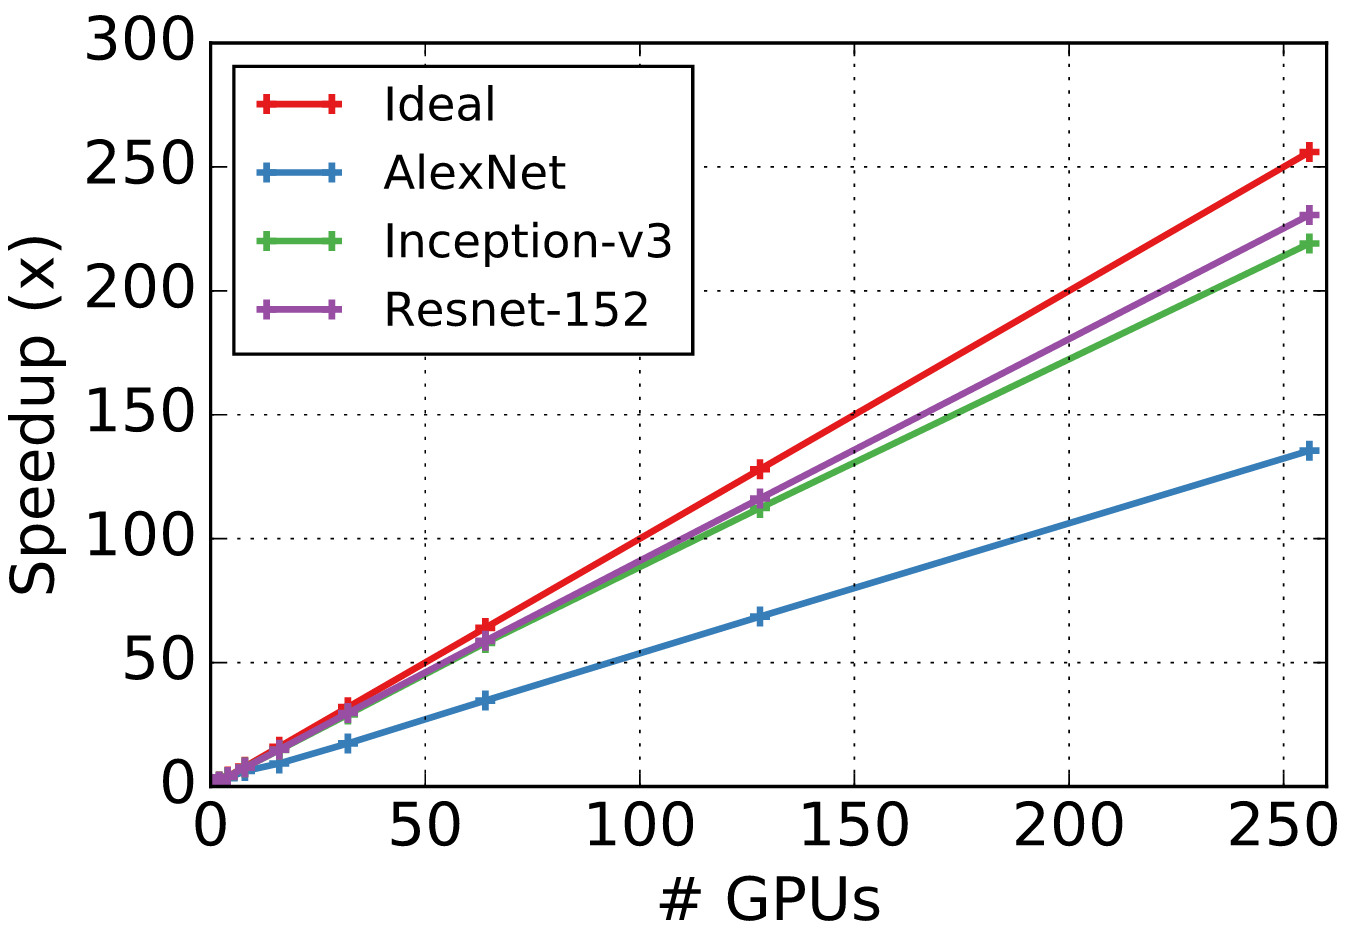 300
250
200
150
100
50
0
Speedup (x)
Ideal
AlexNet
Inception-v3
Resnet-152
0 50 100 150 200 250
# GPUs